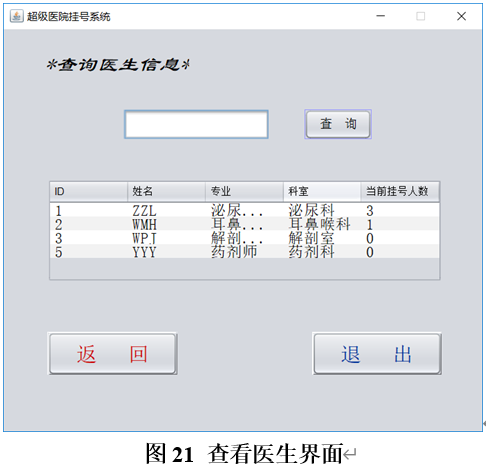 超级医院挂号系统
*查询医生信息*
查 询
ID 姓名 专业 科室 当前挂号人数
1 ZZL 泌尿... 泌尿科 3
2 WMH 耳鼻... 耳鼻喉科 1
3 WPJ 解剖... 解剖室 0
5 YYY 药剂师 药剂科 0
返 回 退 出
图 21 查看医生界面